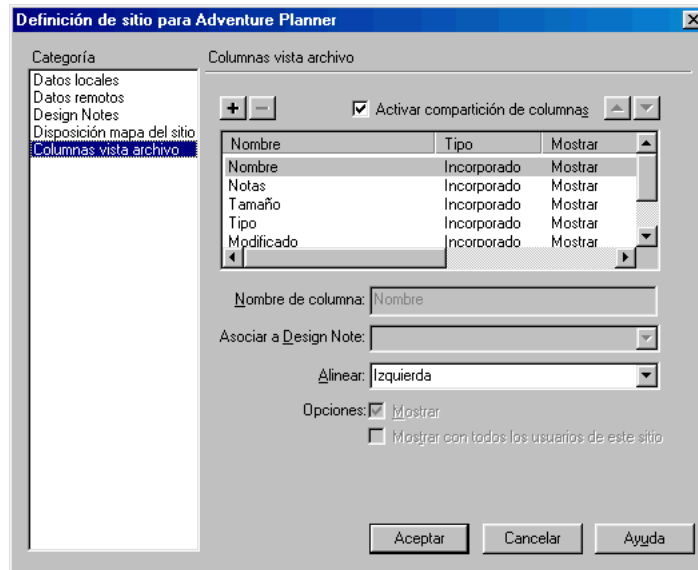 Definición de sitio para Adventure Planner
Categoría
Datos locales
Datos remotos
Design Notes
Disposición mapa del sitio
Columnas vista archivo
Columnas vista archivo
Activar compartición de columnas
Nombre Tipo Mostrar
Nombre Incorporado Mostrar
Notas Incorporado Mostrar
Tamaño Incorporado Mostrar
Tipo Incorporado Mostrar
Modificado Incorporado Mostrar
Nombre de columna: Nombre
Asociar a Design Note:
Alinear: Izquierda
Opciones: Mostrar
Mostrar con todos los usuarios de este sitio
Aceptar Cancelar Ayuda